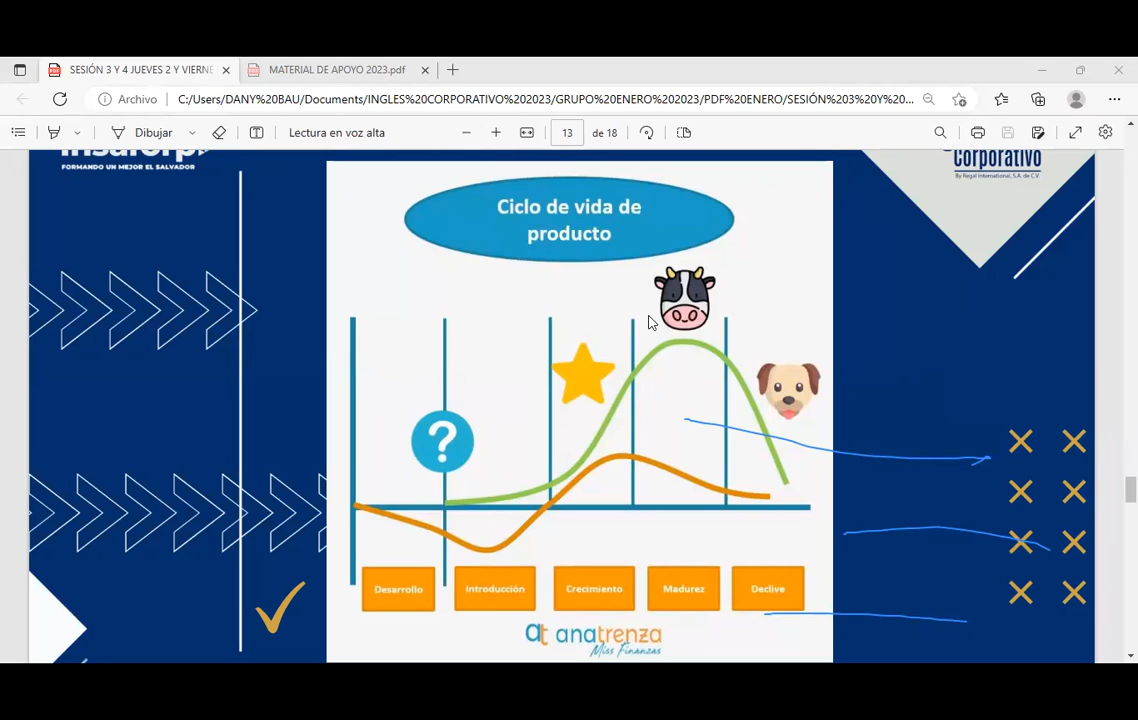 SESIÓN 3 Y 4 JUEVES 2 Y VIERNE
MATERIAL DE APOYO 2023.pdf
Archivo
C:/Users/DANY%20BAU/Documents/INGLES%20CORPORATIVO%202023/GRUPO%20ENERO%202023/PDF%20ENERO/SESIÓN%203%20Y%20...
Dibujar
Lectura en voz alta
13 de 18
FORMANDO UN MEJOR EL SALVADOR
Corporativo
By Regal International, S.A. de C.V.
Ciclo de vida de
producto
?
Desarrollo
Introducción
Crecimiento
Madurez
Declive
at anatrenza
Miss Finanzas